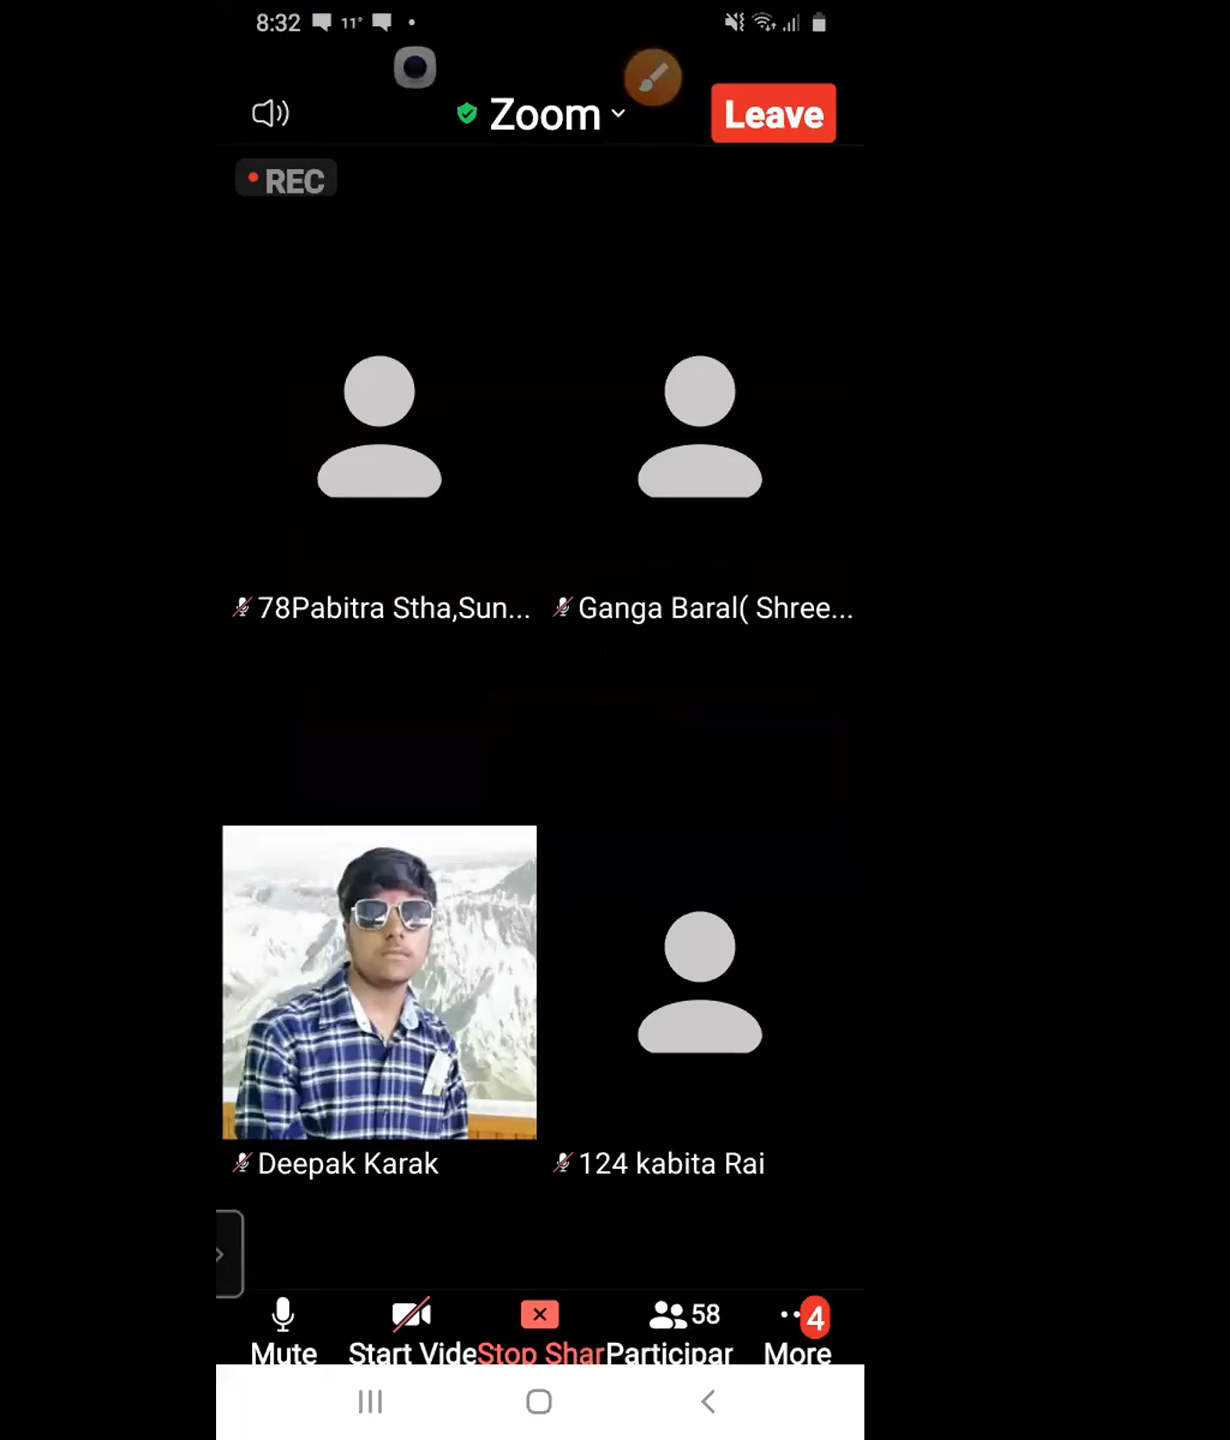 8:32 11°
Zoom
Leave
REC
78Pabitra Stha,Sun...
Ganga Baral( Shree...
Deepak Karak
124 kabita Rai
58
4
Mute
Start Vide
Stop Shar
Participar
More